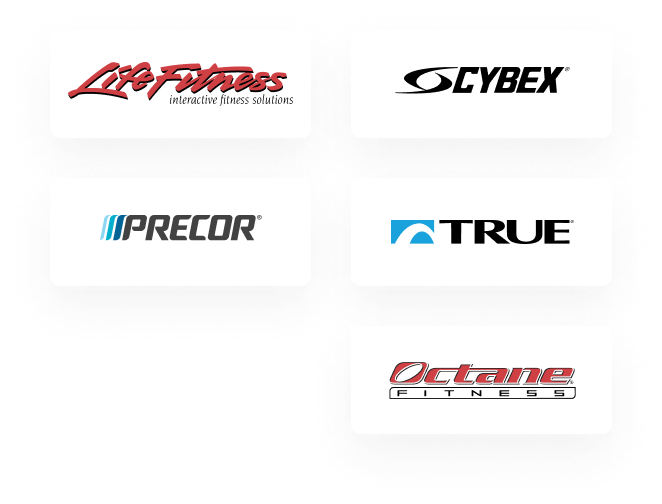 LifeFitness
interactive fitness solutions
CYBEX®
PRECOR®
TRUE®
Octane
FITNESS